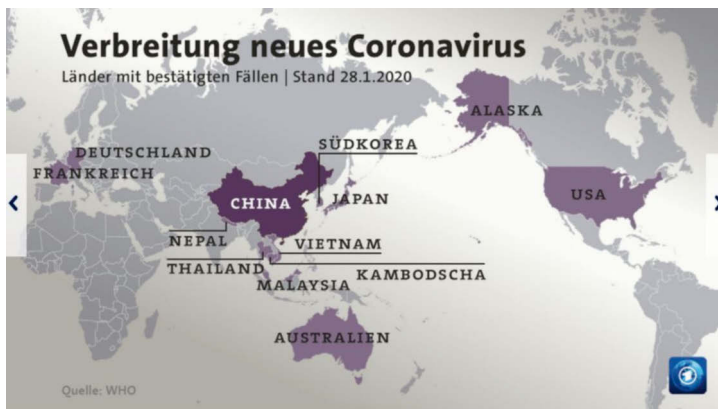 Verbreitung neues Coronavirus
Länder mit bestätigten Fällen | Stand 28.1.2020
ALASKA
SÜDKOREA
DEUTSCHLAND
FRANKREICH
CHINA
JAPAN
USA
NEPAL
VIETNAM
THAILAND
KAMBODSCHA
MALAYSIA
AUSTRALIEN
Quelle: WHO